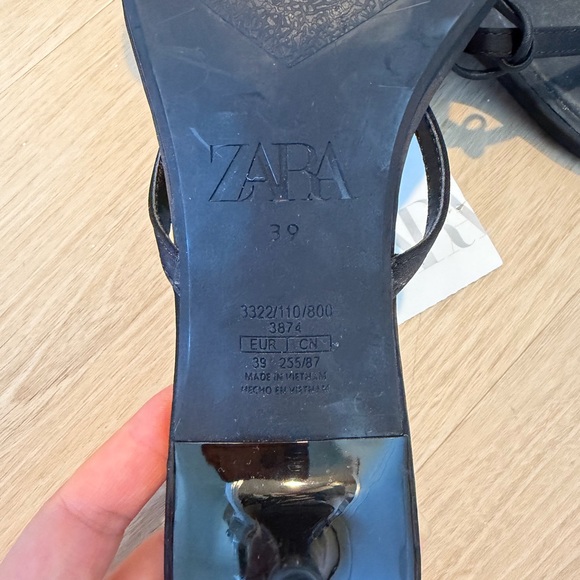 ZARA
39
3322/110/800
3874
EUR CN
39 255/87
MADE IN VIETNAM
HECHO EN VIETNAM